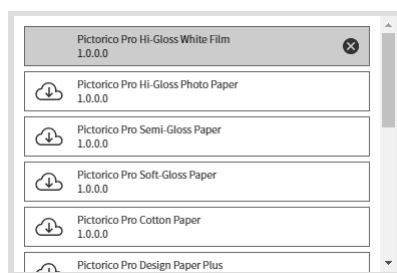 Pictorico Pro Hi-Gloss White Film
1.0.0.0
Pictorico Pro Hi-Gloss Photo Paper
1.0.0.0
Pictorico Pro Semi-Gloss Paper
1.0.0.0
Pictorico Pro Soft-Gloss Paper
1.0.0.0
Pictorico Pro Cotton Paper
1.0.0.0
Pictorico Pro Design Paper Plus